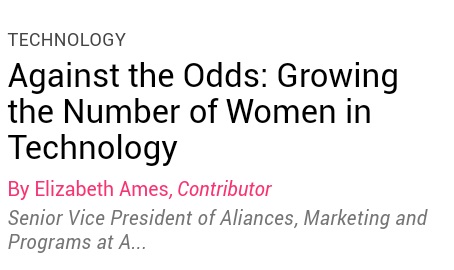 TECHNOLOGY
Against the Odds: Growing
the Number of Women in
Technology
By Elizabeth Ames, Contributor
Senior Vice President of Aliances, Marketing and
Programs at A...